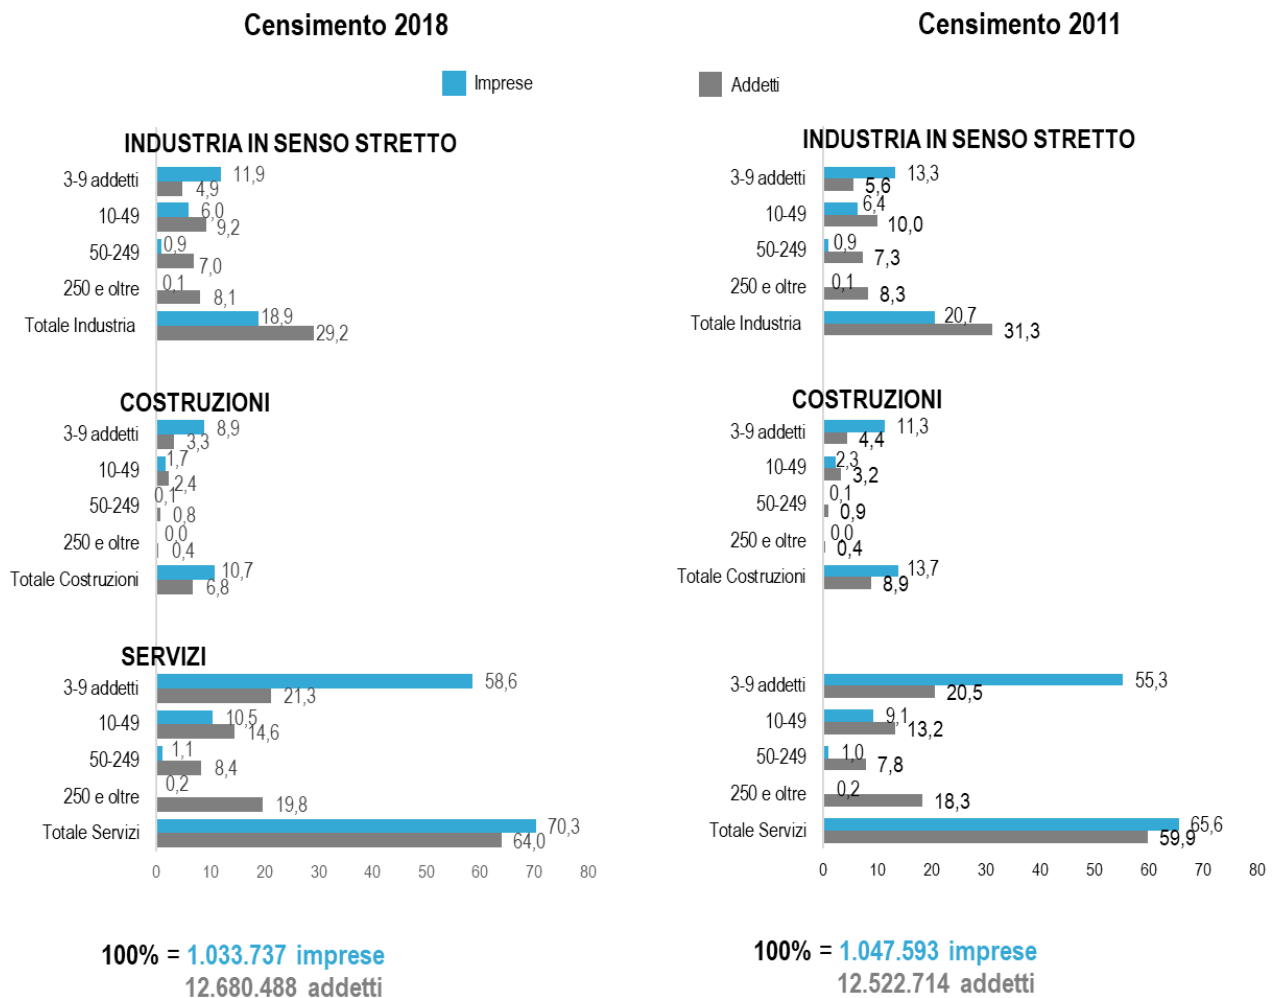 Censimento 2018
Censimento 2011
Imprese
Addetti
INDUSTRIA IN SENSO STRETTO
3-9 addetti
11,9
4,9
10-49
6,0
9,2
50-249
0,9
7,0
250 e oltre
0,1
8,1
Totale Industria
18,9
29,2
COSTRUZIONI
3-9 addetti
8,9
3,3
10-49
1,7
2,4
50-249
0,1
0,8
250 e oltre
0,0
0,4
Totale Costruzioni
10,7
6,8
SERVIZI
3-9 addetti
58,6
21,3
10-49
10,5
14,6
50-249
1,1
8,4
250 e oltre
0,2
19,8
Totale Servizi
70,3
64,0
0 10 20 30 40 50 60 70 80
100% = 1.033.737 imprese
12.680.488 addetti
INDUSTRIA IN SENSO STRETTO
3-9 addetti
13,3
5,6
10-49
6,4
10,0
50-249
0,9
7,3
250 e oltre
0,1
8,3
Totale Industria
20,7
31,3
COSTRUZIONI
3-9 addetti
11,3
4,4
10-49
2,3
3,2
50-249
0,1
0,9
250 e oltre
0,0
0,4
Totale Costruzioni
13,7
8,9
3-9 addetti
55,3
20,5
10-49
9,1
13,2
50-249
1,0
7,8
250 e oltre
0,2
18,3
Totale Servizi
65,6
59,9
0 10 20 30 40 50 60 70 80
100% = 1.047.593 imprese
12.522.714 addetti